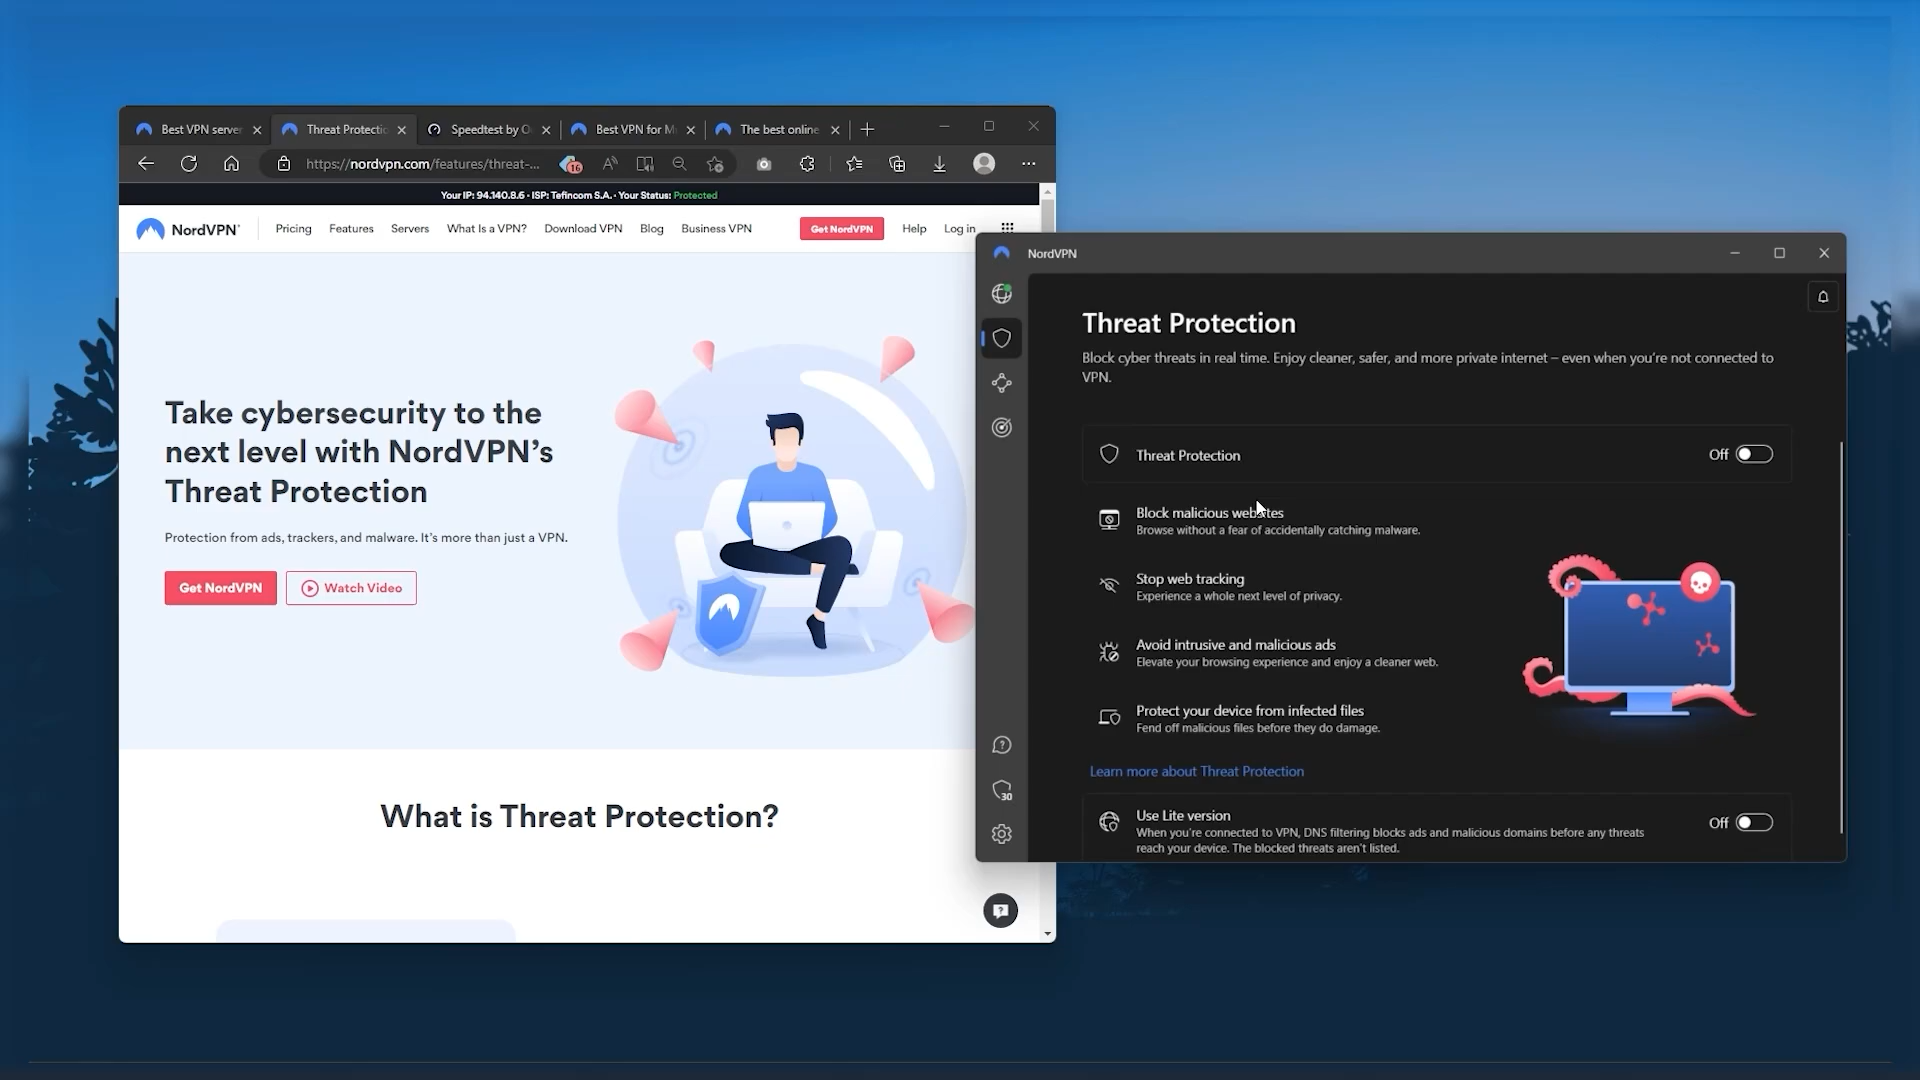 Best VPN server
Threat Protectio
Speedtest by O
Best VPN for M
The best online
https://nordvpn.com/features/threat-...
16
Your IP: 94.140.8.6 · ISP: Tefincom S.A. · Your Status: Protected
NordVPN
Pricing
Features
Servers
What Is a VPN?
Download VPN
Blog
Business VPN
Get NordVPN
Help
Log in
Take cybersecurity to the
next level with NordVPN's
Threat Protection
Protection from ads, trackers, and malware. It's more than just a VPN.
Get NordVPN
Watch Video
What is Threat Protection?
NordVPN
Threat Protection
Block cyber threats in real time. Enjoy cleaner, safer, and more private internet – even when you're not connected to
VPN.
Threat Protection
Off
Block malicious websites
Browse without a fear of accidentally catching malware.
Stop web tracking
Experience a whole next level of privacy.
Avoid intrusive and malicious ads
Elevate your browsing experience and enjoy a cleaner web.
Protect your device from infected files
Fend off malicious files before they do damage.
Learn more about Threat Protection
30
Use Lite version
When you're connected to VPN, DNS filtering blocks ads and malicious domains before any threats
reach your device. The blocked threats aren't listed.
Off